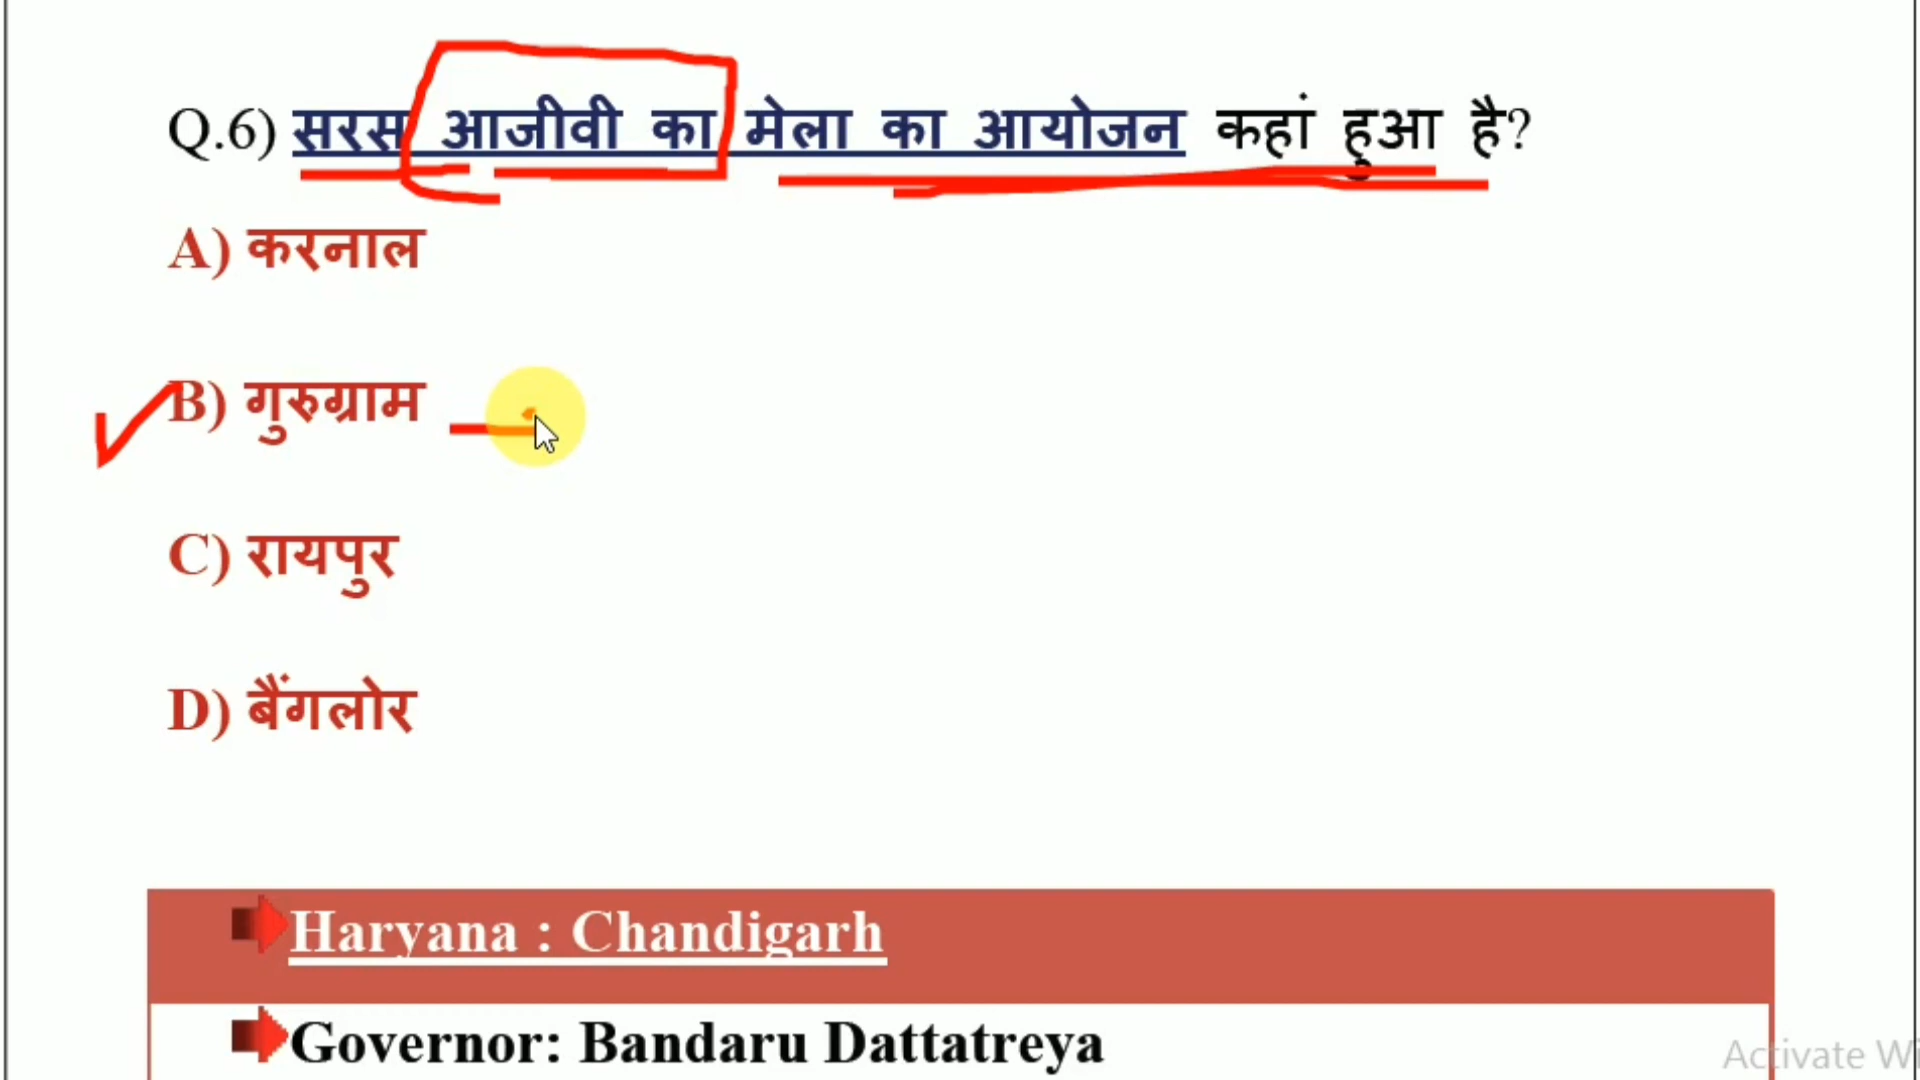 Q.6) सरस आजीवी का मेला का आयोजन कहां हुआ है?
A) करनाल
B) गुरुग्राम
C) रायपुर
D) बैंगलोर
Haryana : Chandigarh
Governor: Bandaru Dattatreya
Activate